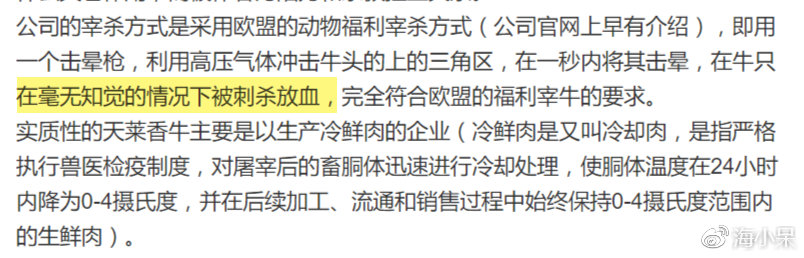 公司的宰杀方式是采用欧盟的动物福利宰杀方式（公司官网上早有介绍），即用
一个击晕枪，利用高压气体冲击牛头的上的三角区，在一秒内将其击晕，在牛只
在毫无知觉的情况下被刺杀放血，完全符合欧盟的福利宰牛的要求。
实质性的天莱香牛主要是以生产冷鲜肉的企业（冷鲜肉是又叫冷却肉，是指严格
执行兽医检疫制度，对屠宰后的畜胴体迅速进行冷却处理，使胴体温度在24小时
内降为0-4摄氏度，并在后续加工、流通和销售过程中始终保持0-4摄氏度范围内
的生鲜肉）。
海小呆